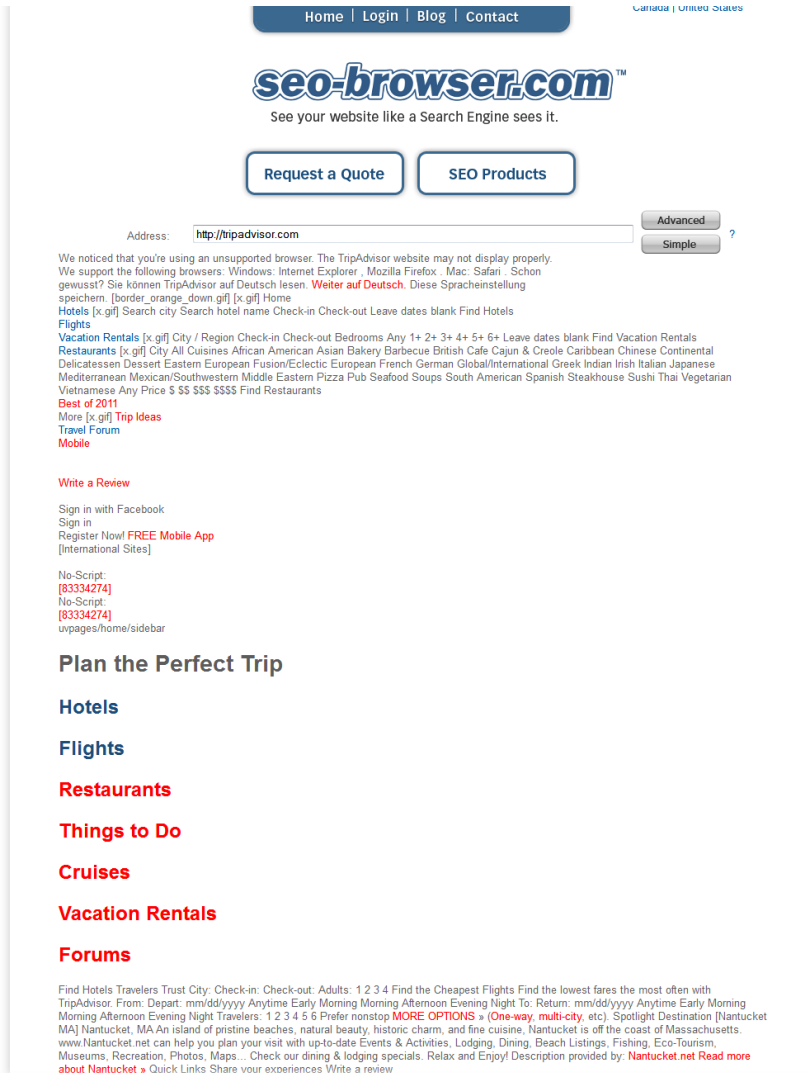 Canada | United States
Home | Login | Blog | Contact
seo-browser.com™
See your website like a Search Engine sees it.
Request a Quote
SEO Products
Advanced
Address: http://tripadvisor.com ?
Simple
We noticed that you're using an unsupported browser. The TripAdvisor website may not display properly.
We support the following browsers: Windows: Internet Explorer , Mozilla Firefox . Mac: Safari . Schon
gewusst? Sie können TripAdvisor auf Deutsch lesen. Weiter auf Deutsch. Diese Spracheinstellung
speichern. [border_orange_down.gif] [x.gif] Home
Hotels [x.gif] Search city Search hotel name Check-in Check-out Leave dates blank Find Hotels
Flights
Vacation Rentals [x.gif] City / Region Check-in Check-out Bedrooms Any 1+ 2+ 3+ 4+ 5+ 6+ Leave dates blank Find Vacation Rentals
Restaurants [x.gif] City All Cuisines African American Asian Bakery Barbecue British Cafe Cajun & Creole Caribbean Chinese Continental
Delicatessen Dessert Eastern European Fusion/Eclectic European French German Global/International Greek Indian Irish Italian Japanese
Mediterranean Mexican/Southwestern Middle Eastern Pizza Pub Seafood Soups South American Spanish Steakhouse Sushi Thai Vegetarian
Vietnamese Any Price $ $$ $$$ $$$$ Find Restaurants
Best of 2011
More [x.gif] Trip Ideas
Travel Forum
Mobile
Write a Review
Sign in with Facebook
Sign in
Register Now! FREE Mobile App
[International Sites]
No-Script:
[83334274]
No-Script:
[83334274]
uvpages/home/sidebar
Plan the Perfect Trip
Hotels
Flights
Restaurants
Things to Do
Cruises
Vacation Rentals
Forums
Find Hotels Travelers Trust City: Check-in: Check-out: Adults: 1 2 3 4 Find the Cheapest Flights Find the lowest fares the most often with
TripAdvisor. From: Depart: mm/dd/yyyy Anytime Early Morning Morning Afternoon Evening Night To: Return: mm/dd/yyyy Anytime Early Morning
Morning Afternoon Evening Night Travelers: 1 2 3 4 5 6 Prefer nonstop MORE OPTIONS » (One-way, multi-city, etc). Spotlight Destination [Nantucket
MA] Nantucket, MA An island of pristine beaches, natural beauty, historic charm, and fine cuisine, Nantucket is off the coast of Massachusetts.
www.Nantucket.net can help you plan your visit with up-to-date Events & Activities, Lodging, Dining, Beach Listings, Fishing, Eco-Tourism,
Museums, Recreation, Photos, Maps... Check our dining & lodging specials. Relax and Enjoy! Description provided by: Nantucket.net Read more
about Nantucket » Quick Links Share your experiences Write a review